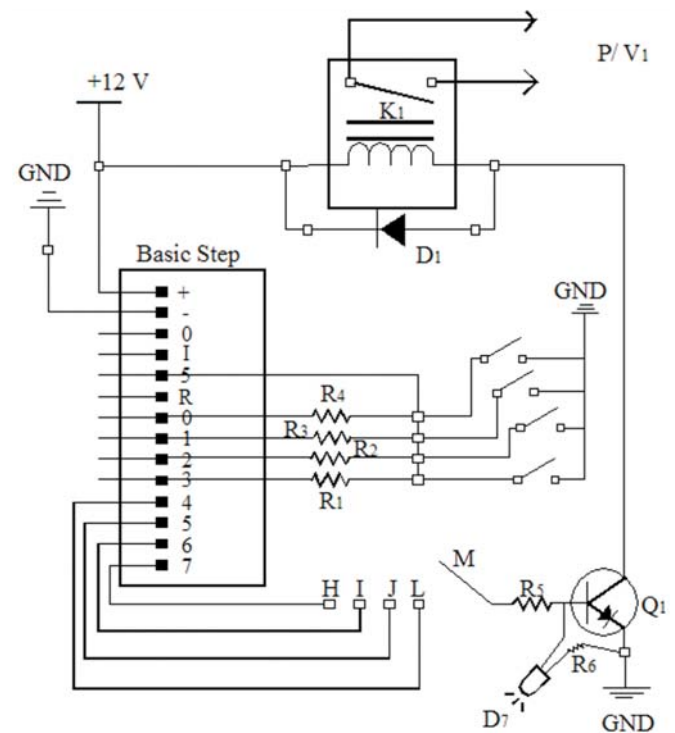 P/ V1
+12 V
K1
GND
D1
Basic Step
GND
+
-
0
I
5
R
R4
0
R3
1
R2
2
3
R1
4
5
6
7
H I J L
M
R5
Q1
R6
D7
GND